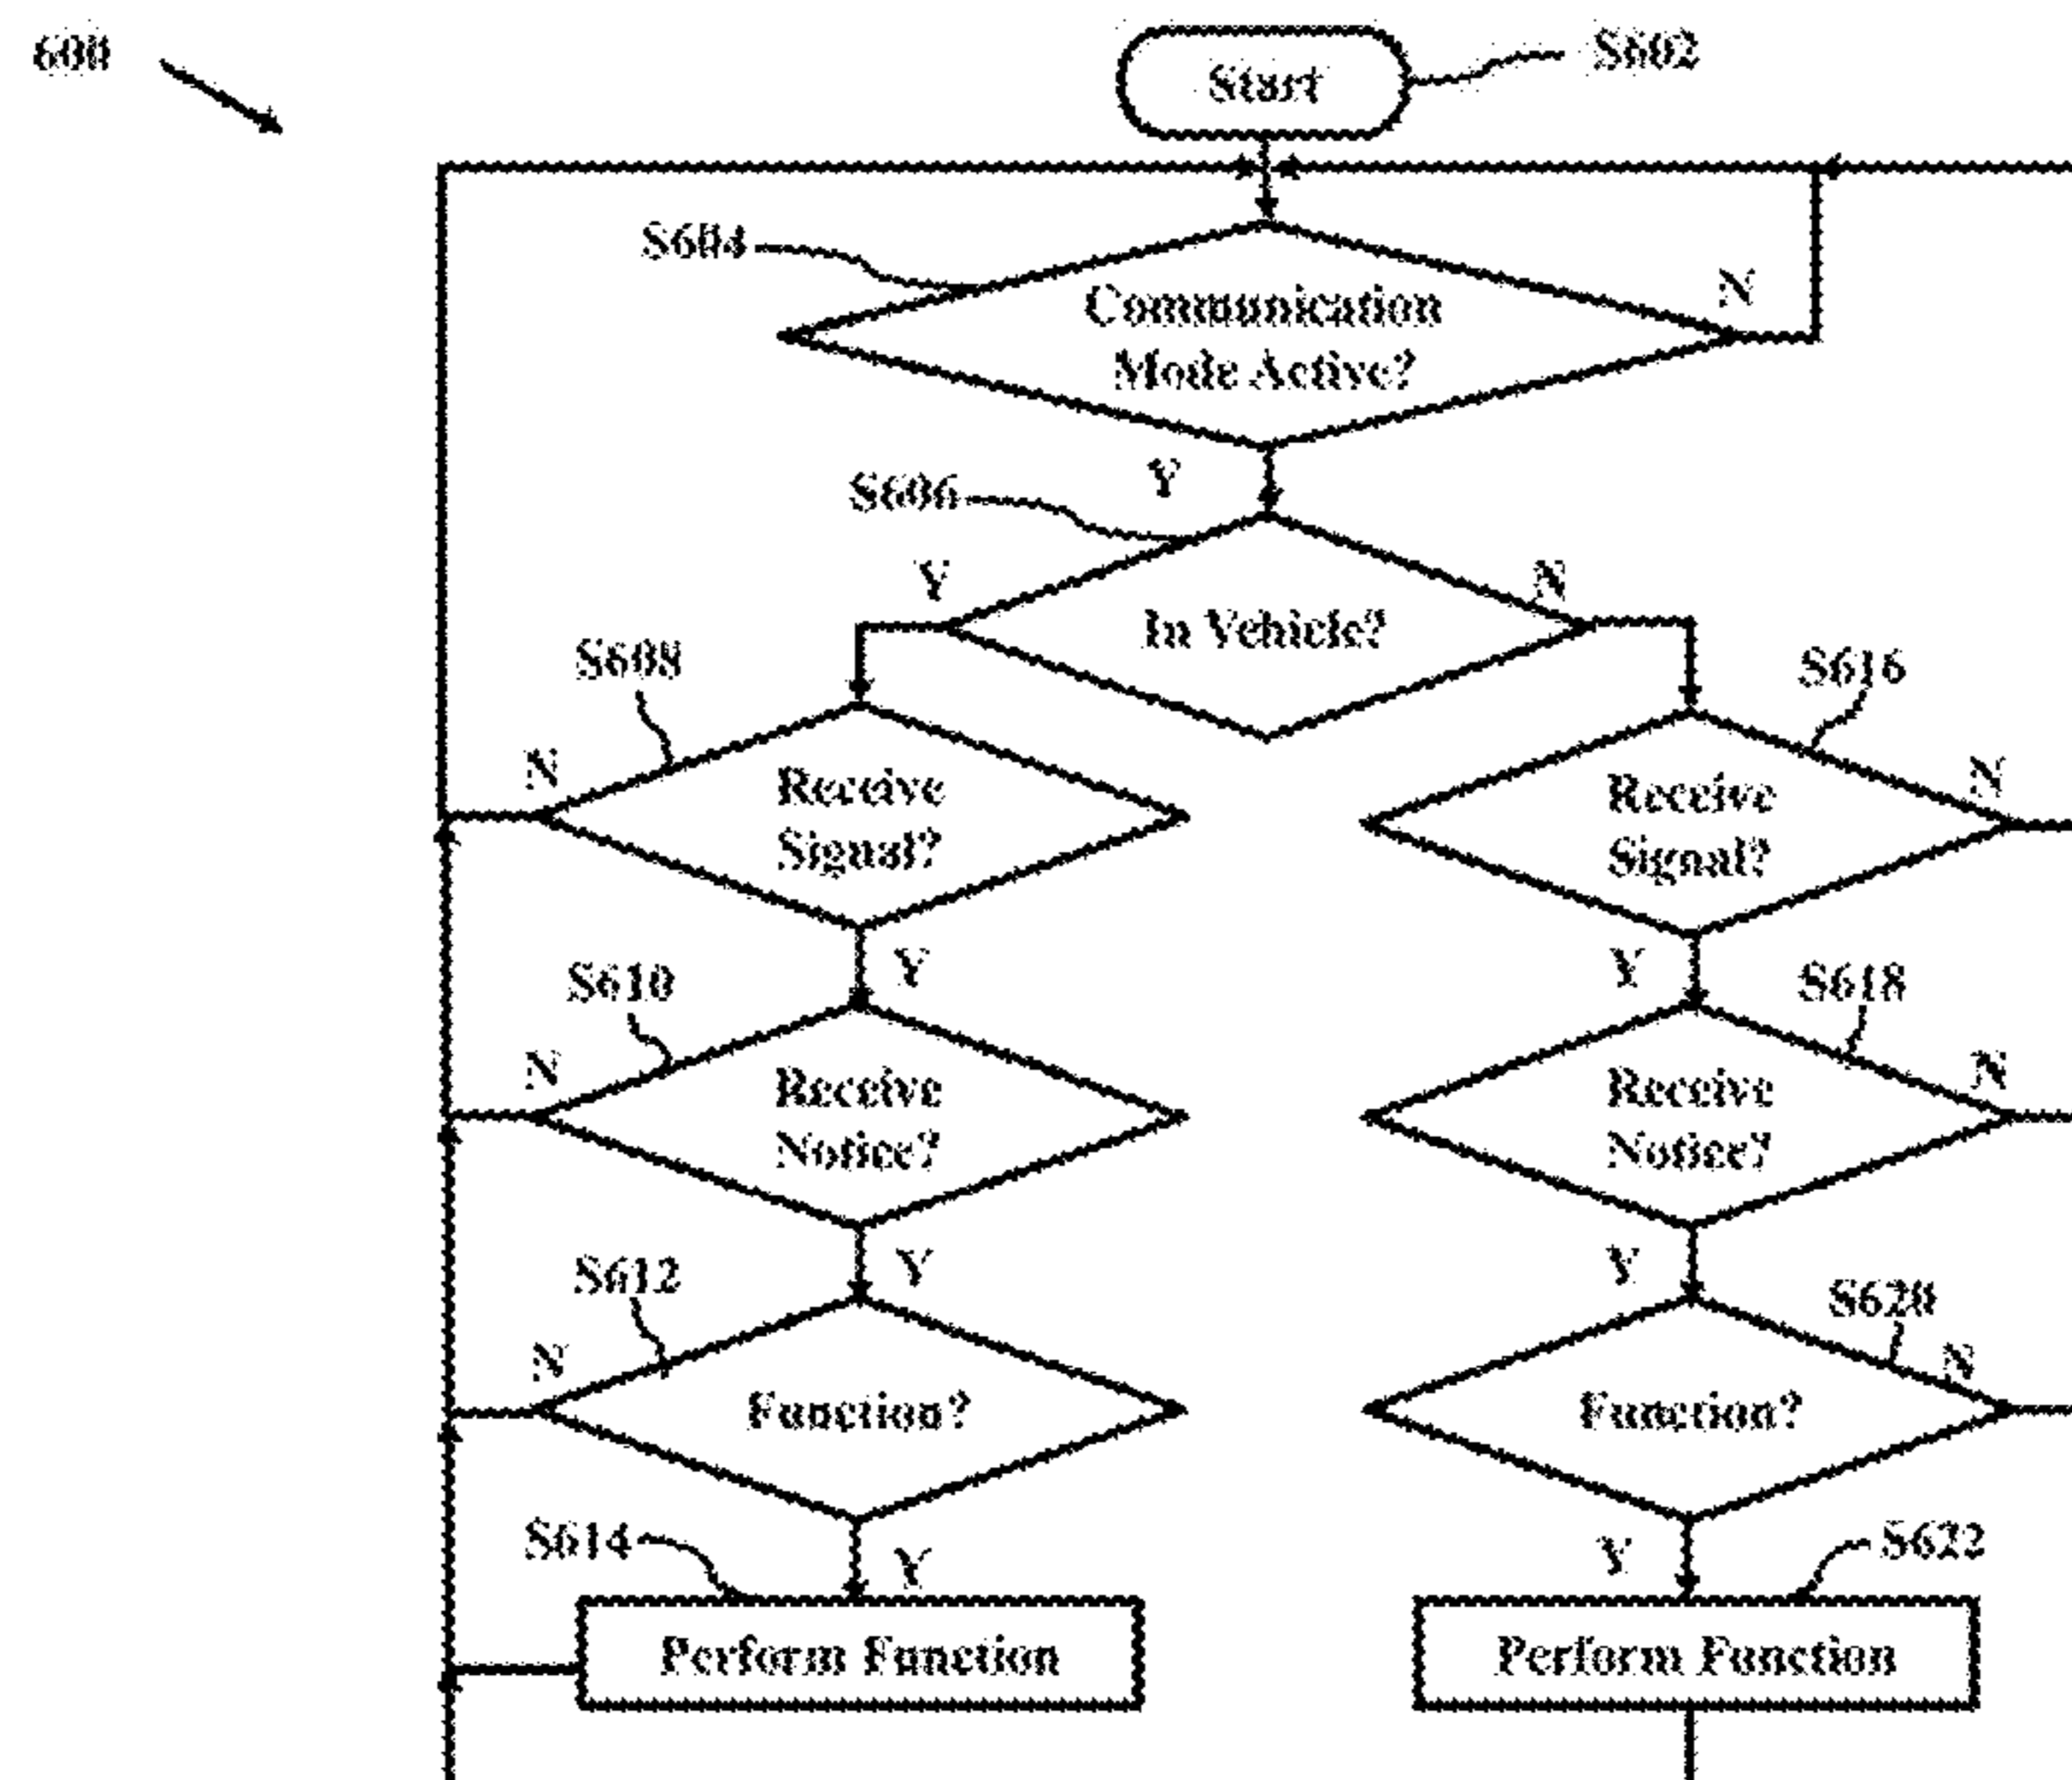 600
Start
S602
S604
Communication
Mode Active?
N
Y
S606
Y
In Vehicle?
N
S608
N
Receive
Signal?
Y
S616
N
Receive
Signal?
Y
S610
N
Receive
Notice?
Y
S618
N
Receive
Notice?
Y
S612
N
Function?
Y
S620
N
Function?
Y
S614
Perform Function
S622
Perform Function